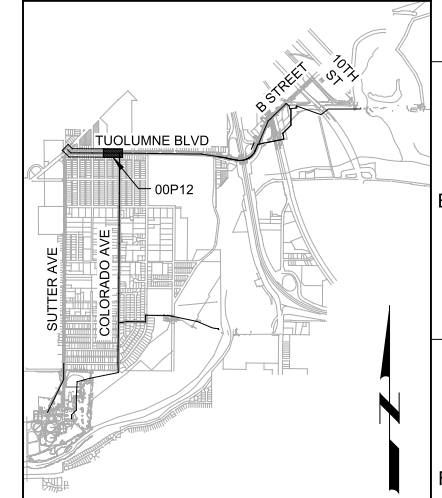 10TH
ST
B STREET
TUOLUMNE BLVD
00P12
SUTTER AVE
COLORADO AVE
N